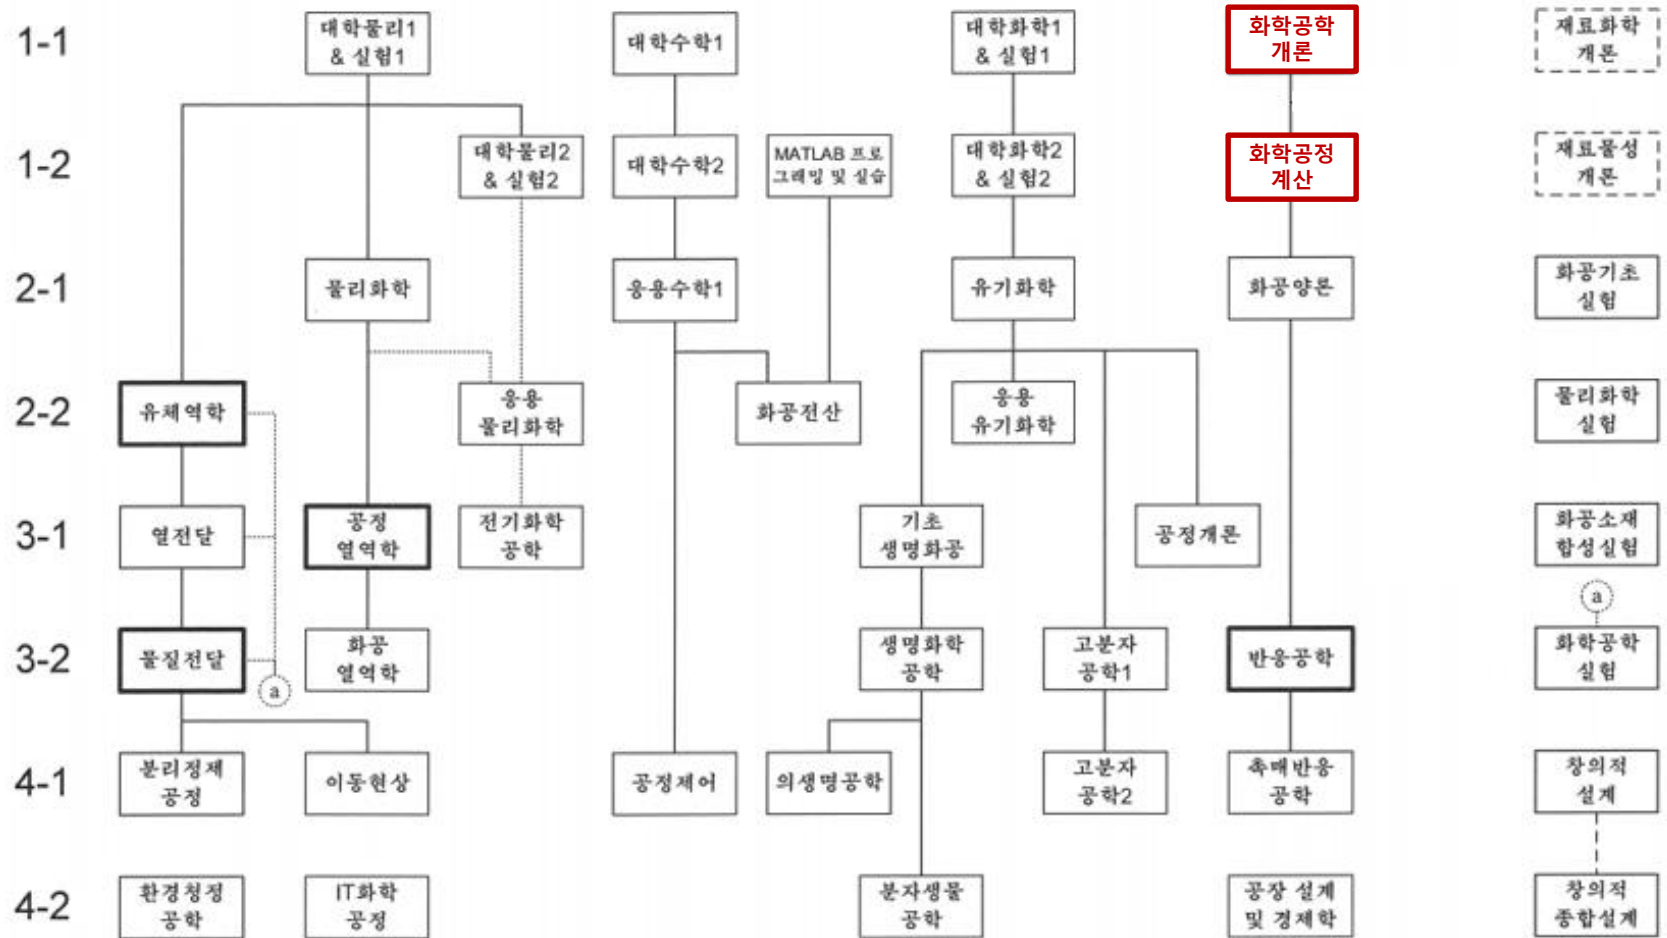 1-1
대학물리1
& 실험1
대학수학1
대학화학1
& 실험1
화학공학
개론
재료화학
개론
1-2
대학물리2
& 실험2
대학수학2
MATLAB 프로
그래밍 및 실습
대학화학2
& 실험2
화학공정
계산
재료물성
개론
2-1
물리화학
응용수학1
유기화학
화공양론
화공기초
실험
2-2
유체역학
응용
물리화학
화공전산
응용
유기화학
물리화학
실험
3-1
열전달
공정
열역학
전기화학
공학
기초
생명화공
공정개론
화공소재
합성실험
3-2
물질전달
a
화공
열역학
생명화학
공학
고분자
공학1
반응공학
a
화학공학
실험
4-1
분리정제
공정
이동현상
공정제어
의생명공학
고분자
공학2
촉매반응
공학
창의적
설계
4-2
환경청정
공학
IT화학
공정
분자생물
공학
공장 설계
및 경제학
창의적
종합설계